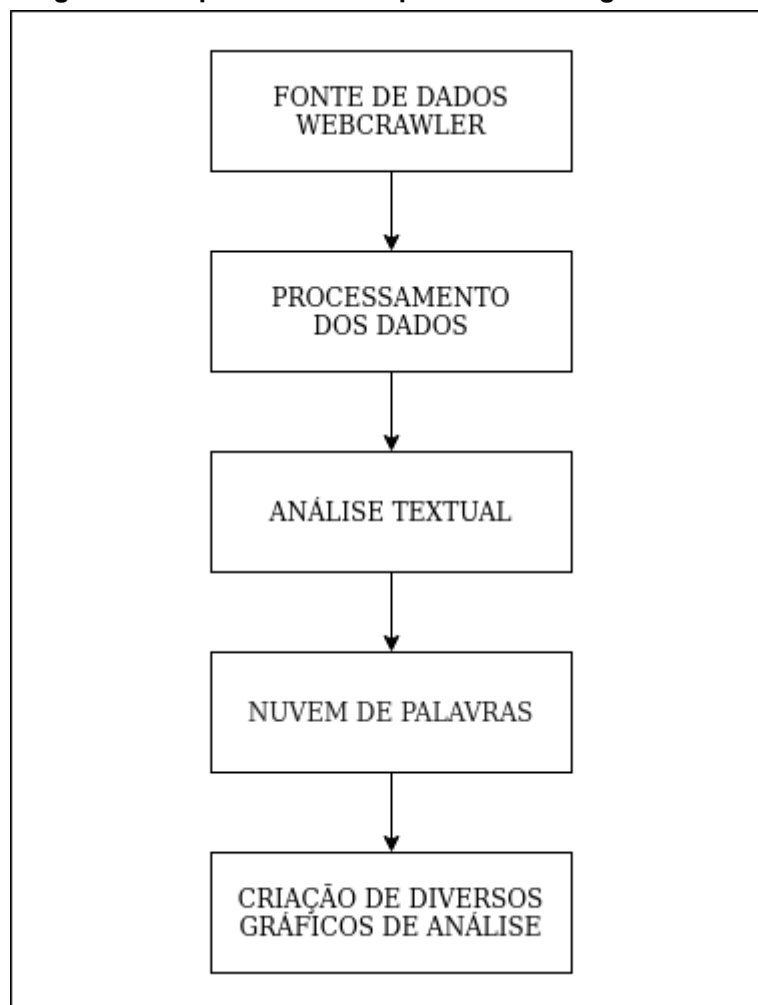 FONTE DE DADOS
WEBCRAWLER
PROCESSAMENTO
DOS DADOS
ANÁLISE TEXTUAL
NUVEM DE PALAVRAS
CRIAÇÃO DE DIVERSOS
GRÁFICOS DE ANÁLISE